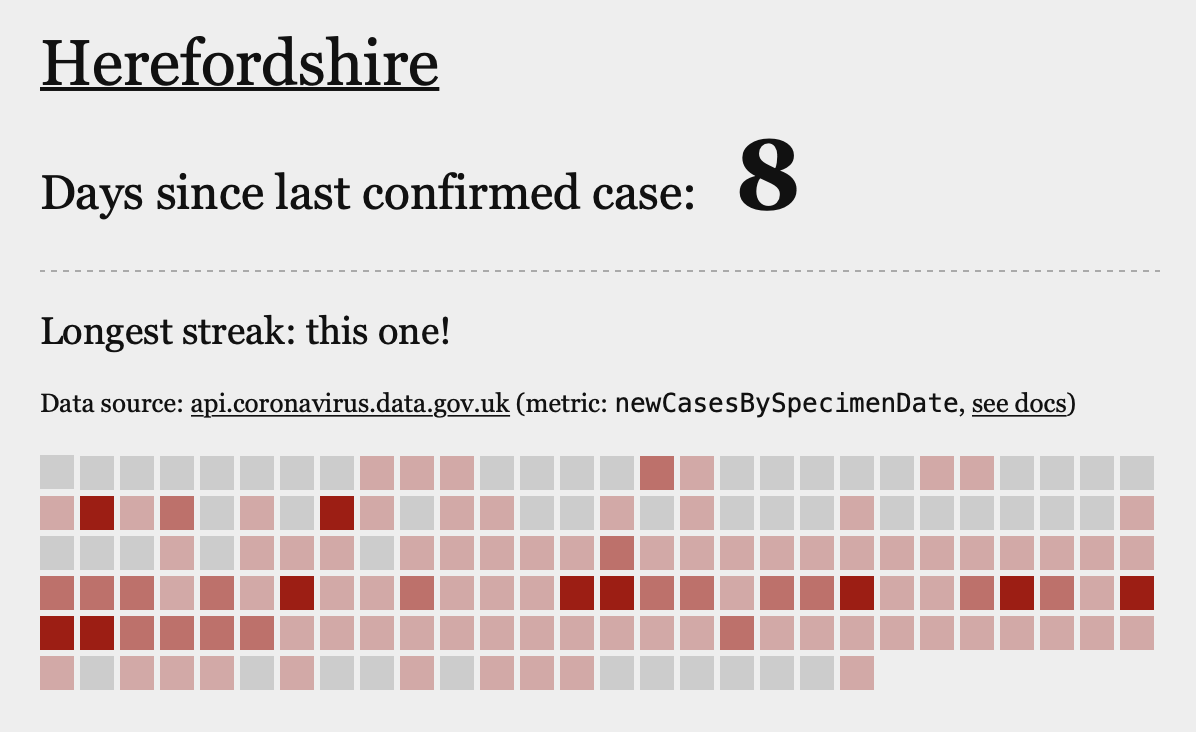 Herefordshire
Days since last confirmed case: 8
Longest streak: this one!
Data source: api.coronavirus.data.gov.uk (metric: newCasesBySpecimenDate, see docs)